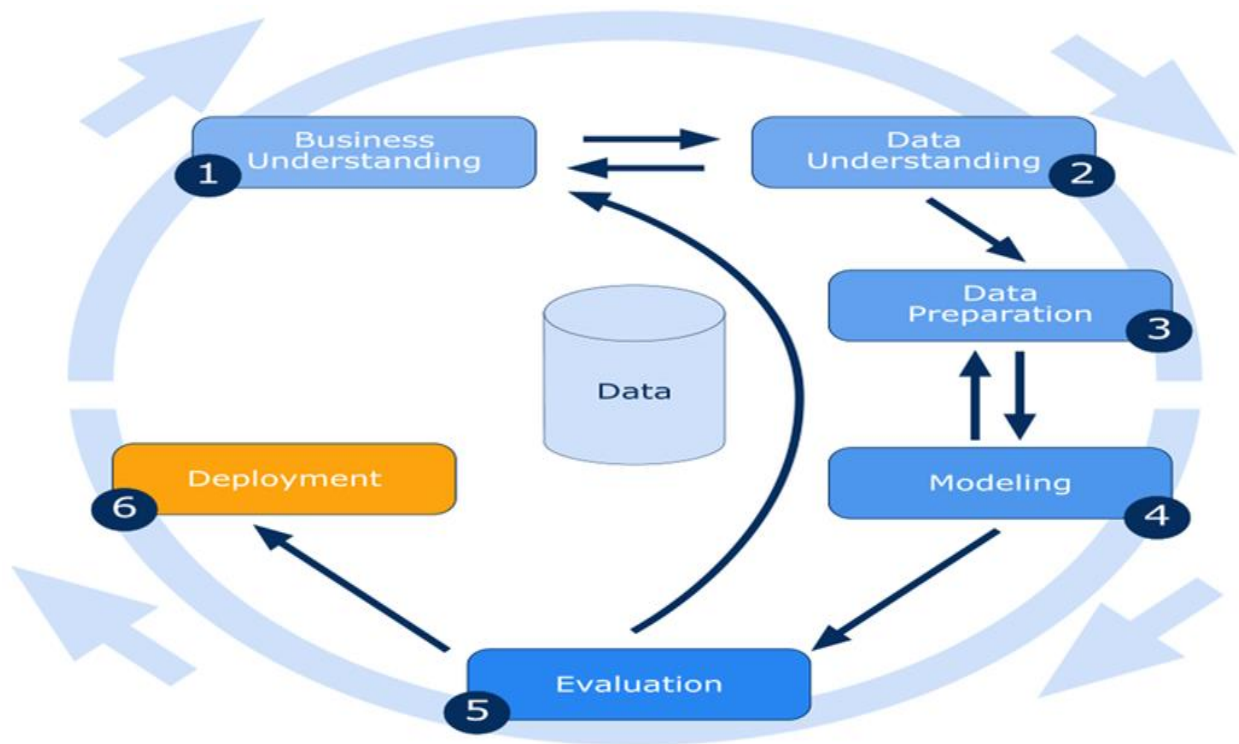 Business
Understanding
1
Data
Understanding
2
Data
Preparation
3
Data
Deployment
6
Modeling
4
Evaluation
5